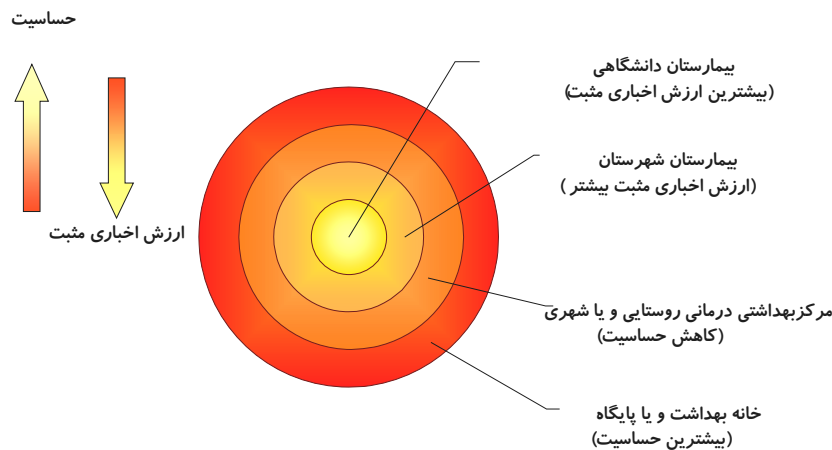 حساسیت
ارزش اخباری مثبت
بیمارستان دانشگاهی
(بیشترین ارزش اخباری مثبت)
بیمارستان شهرستان
(ارزش اخباری مثبت بیشتر )
مرکزبهداشتی درمانی روستایی و یا شهری
(کاهش حساسیت)
خانه بهداشت و یا پایگاه
(بیشترین حساسیت)